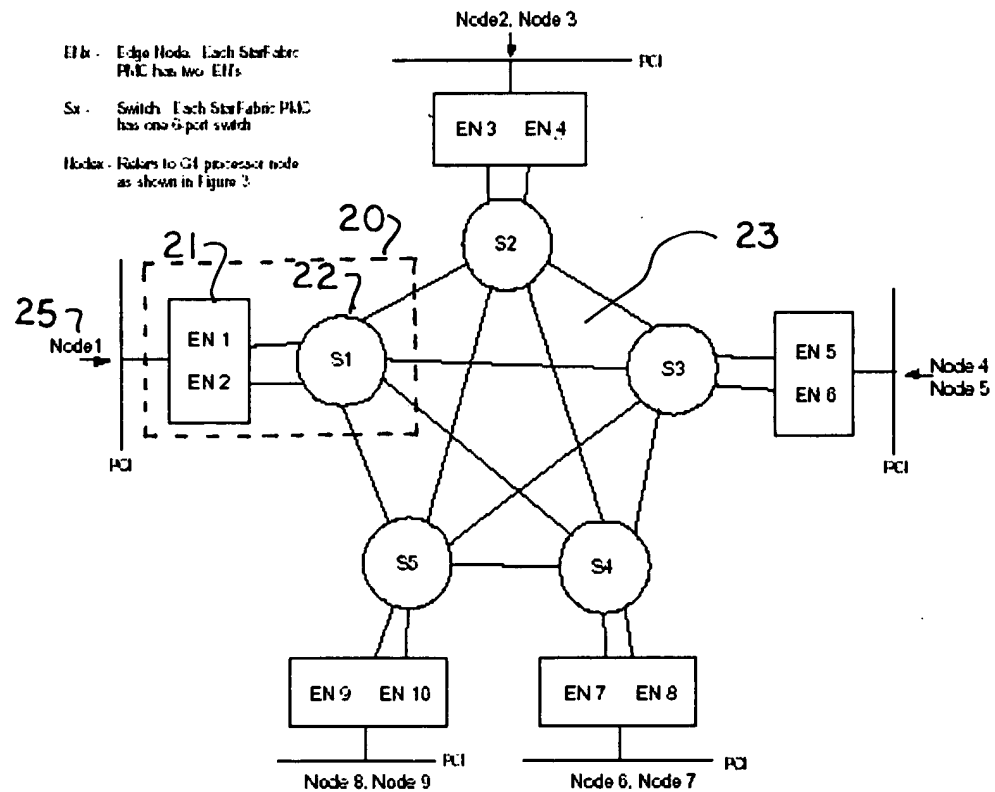 Node2, Node 3
PCI
ENx - Edge Node. Each StarFabric
PMC has two EN's
Sx - Switch. Each StarFabric PMC
has one 6-port switch
Nodex - Refers to G4 processor node
as shown in Figure 3
EN 3 EN 4
20
21
22
23
S2
25
Node1
EN 1
EN 2
S1
S3
EN 5
EN 6
Node 4
Node 5
PCI
PCI
S5
S4
EN 9 EN 10
EN 7 EN 8
PCI
PCI
Node 8, Node 9
Node 6, Node 7